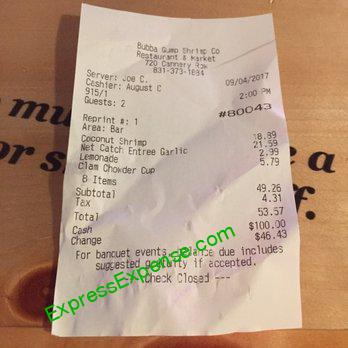 Bubba Gump Shrimp Co
Restaurant & Market
720 Cannery Row
831-373-1884
Server: Joe C.
09/04/2017
Cashier: August C
2:00 PM
915/1
Guests: 2
#80043
Reprint #: 1
Area: Bar
Coconut Shrimp 18.89
Net Catch Entree Garlic 21.59
Lemonade 2.99
Clam Chowder Cup 5.79
8 Items
Subtotal 49.26
Tax 4.31
Total 53.57
Cash $100.00
Change $46.43
For banquet events, due includes
suggested gratuity if accepted.
Check Closed ---
ExpressExpense.com
mu
a
or s
f.